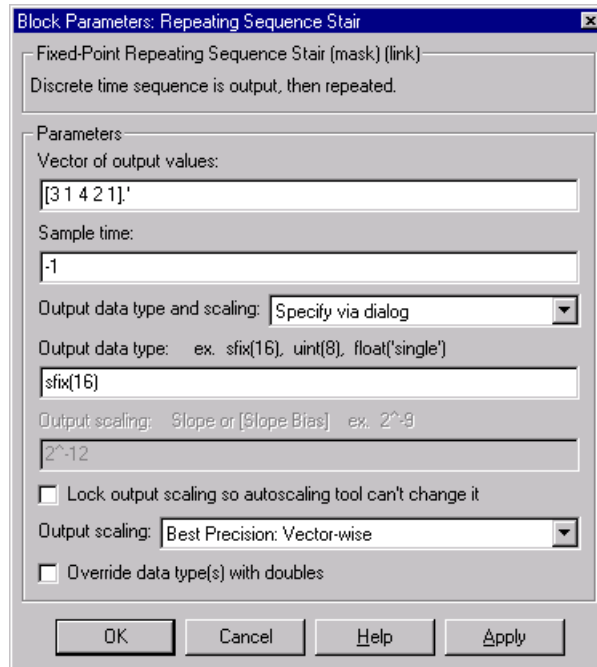 Block Parameters: Repeating Sequence Stair
Fixed-Point Repeating Sequence Stair (mask) (link)
Discrete time sequence is output, then repeated.
Parameters
Vector of output values:
[3 1 4 2 1].'
Sample time:
-1
Output data type and scaling: Specify via dialog
Output data type: ex. sfix(16), uint(8), float('single')
sfix(16)
Output scaling: Slope or [Slope Bias] ex. 2^-9
2^-12
Lock output scaling so autoscaling tool can't change it
Output scaling: Best Precision: Vector-wise
Override data type(s) with doubles
OK Cancel Help Apply